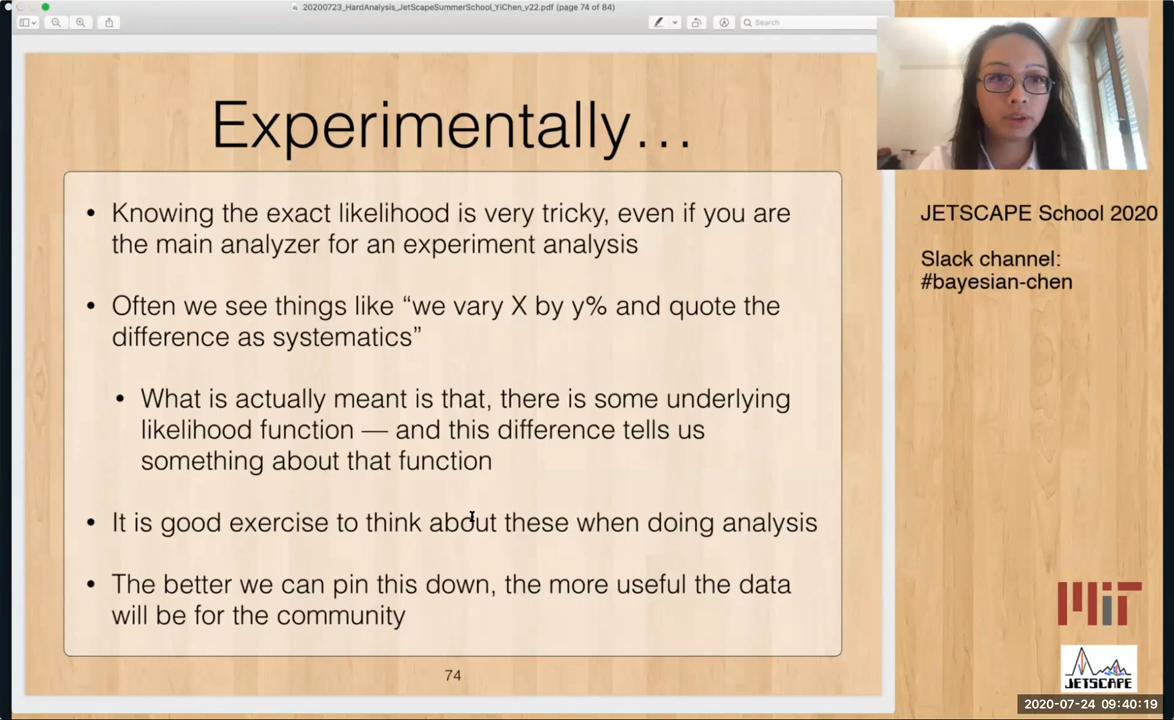 20200723_HardAnalysis_JetScapeSummerSchool_YiChen_v22.pdf (page 74 of 84)
Search
Experimentally…
• Knowing the exact likelihood is very tricky, even if you are
the main analyzer for an experiment analysis
• Often we see things like “we vary X by y% and quote the
difference as systematics”
• What is actually meant is that, there is some underlying
likelihood function — and this difference tells us
something about that function
• It is good exercise to think about these when doing analysis
• The better we can pin this down, the more useful the data
will be for the community
74
JETSCAPE School 2020
Slack channel:
#bayesian-chen
MIT
JETSCAPE
2020-07-24 09:40:19